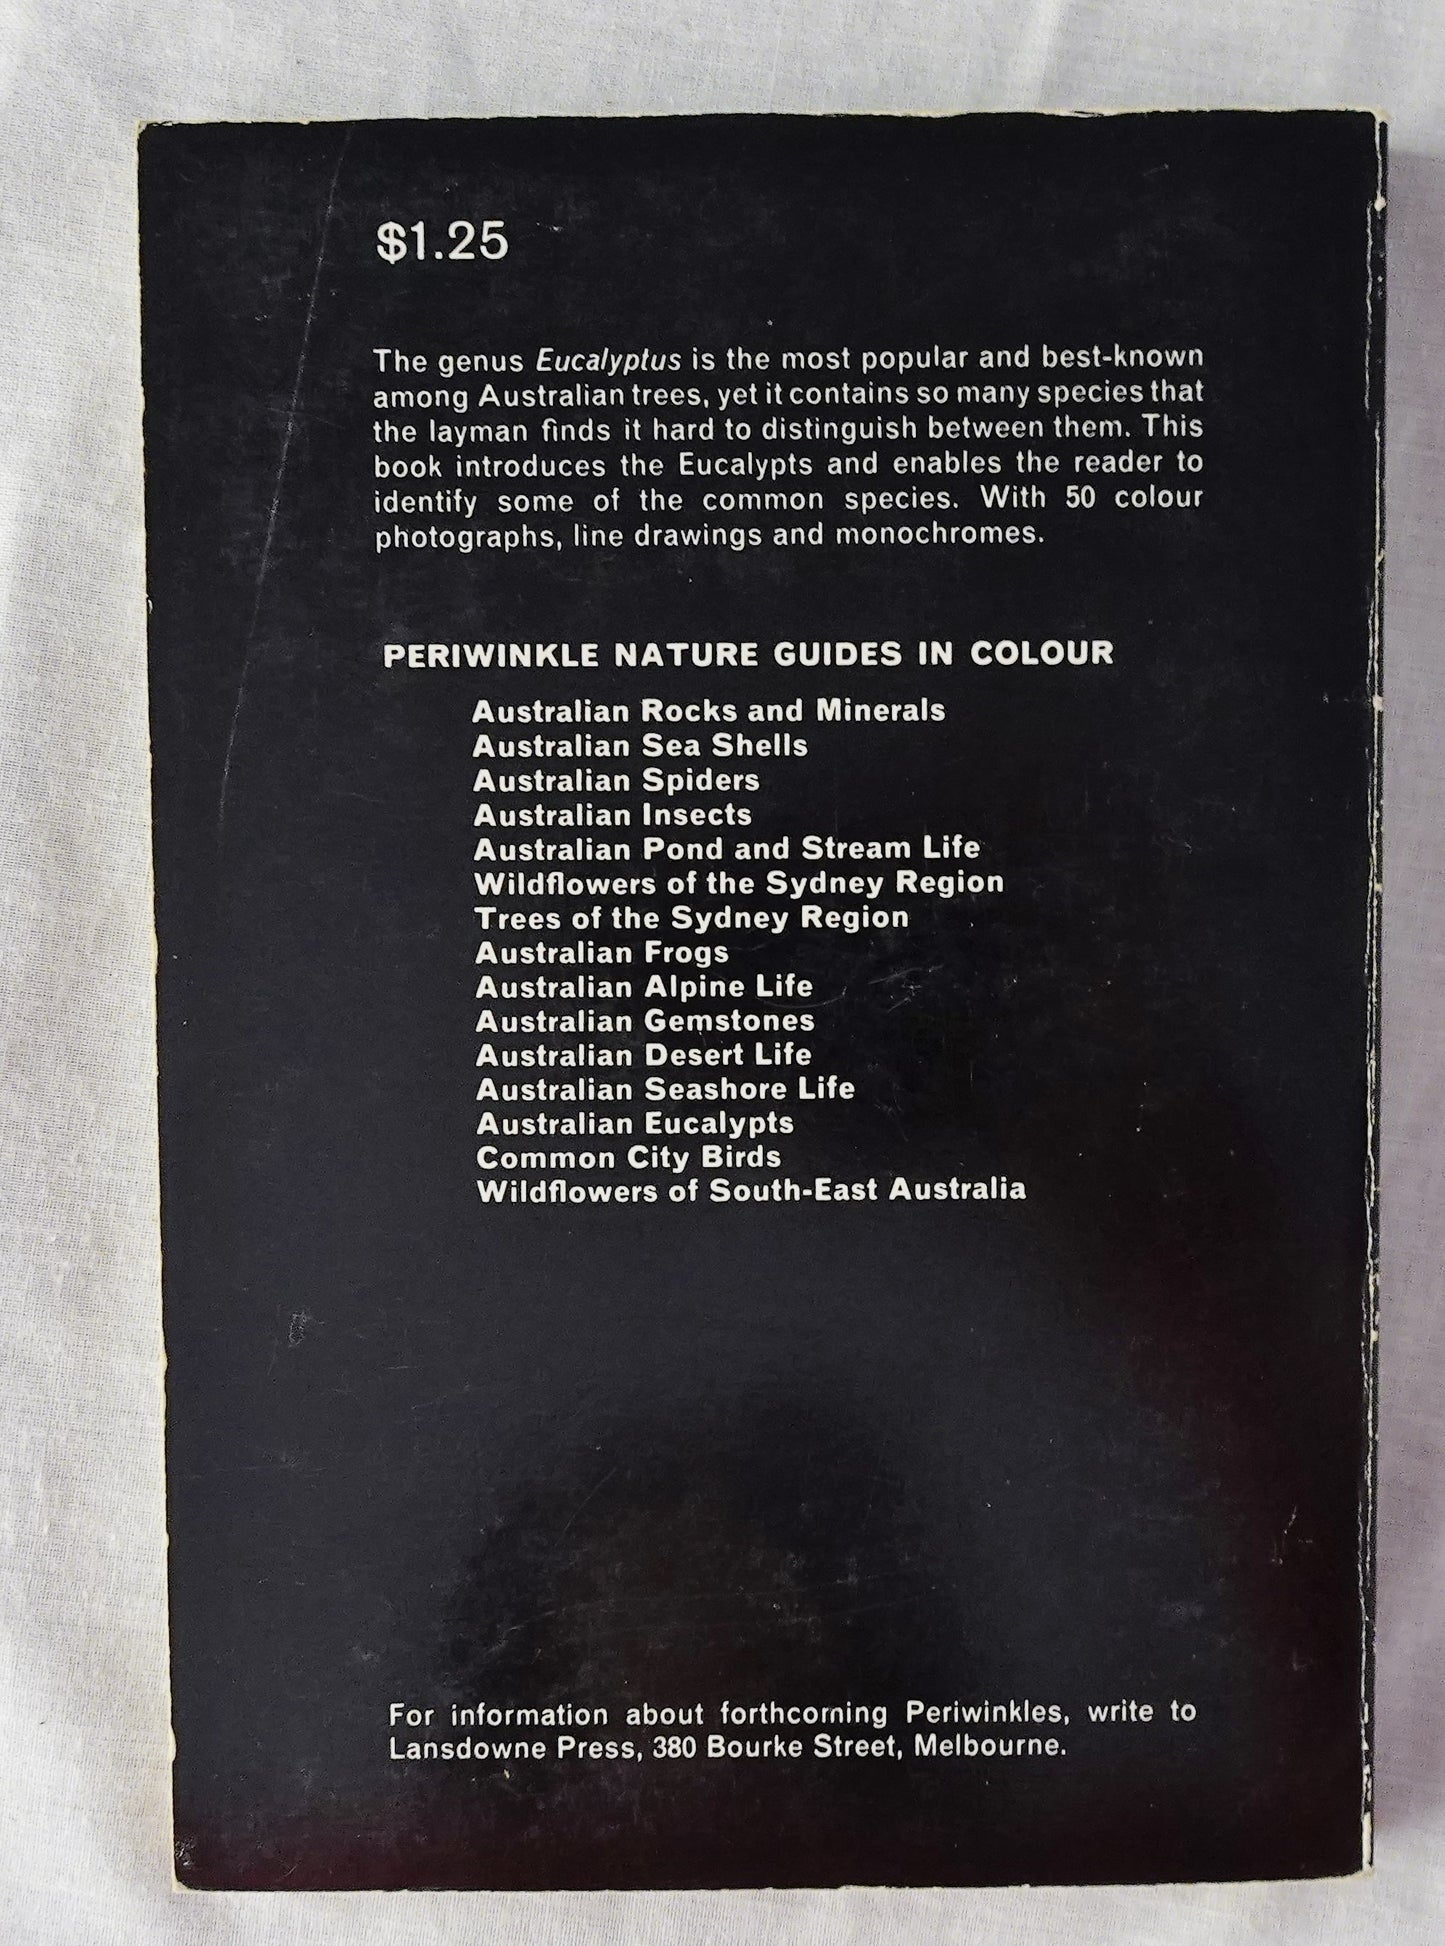 $1.25
The genus Eucalyptus is the most popular and best-known
among Australian trees, yet it contains so many species that
the layman finds it hard to distinguish between them. This
book introduces the Eucalypts and enables the reader to
identify some of the common species. With 50 colour
photographs, line drawings and monochromes.
PERIWINKLE NATURE GUIDES IN COLOUR
Australian Rocks and Minerals
Australian Sea Shells
Australian Spiders
Australian Insects
Australian Pond and Stream Life
Wildflowers of the Sydney Region
Trees of the Sydney Region
Australian Frogs
Australian Alpine Life
Australian Gemstones
Australian Desert Life
Australian Seashore Life
Australian Eucalypts
Common City Birds
Wildflowers of South-East Australia
For information about forthcoming Periwinkles, write to
Lansdowne Press, 380 Bourke Street, Melbourne.